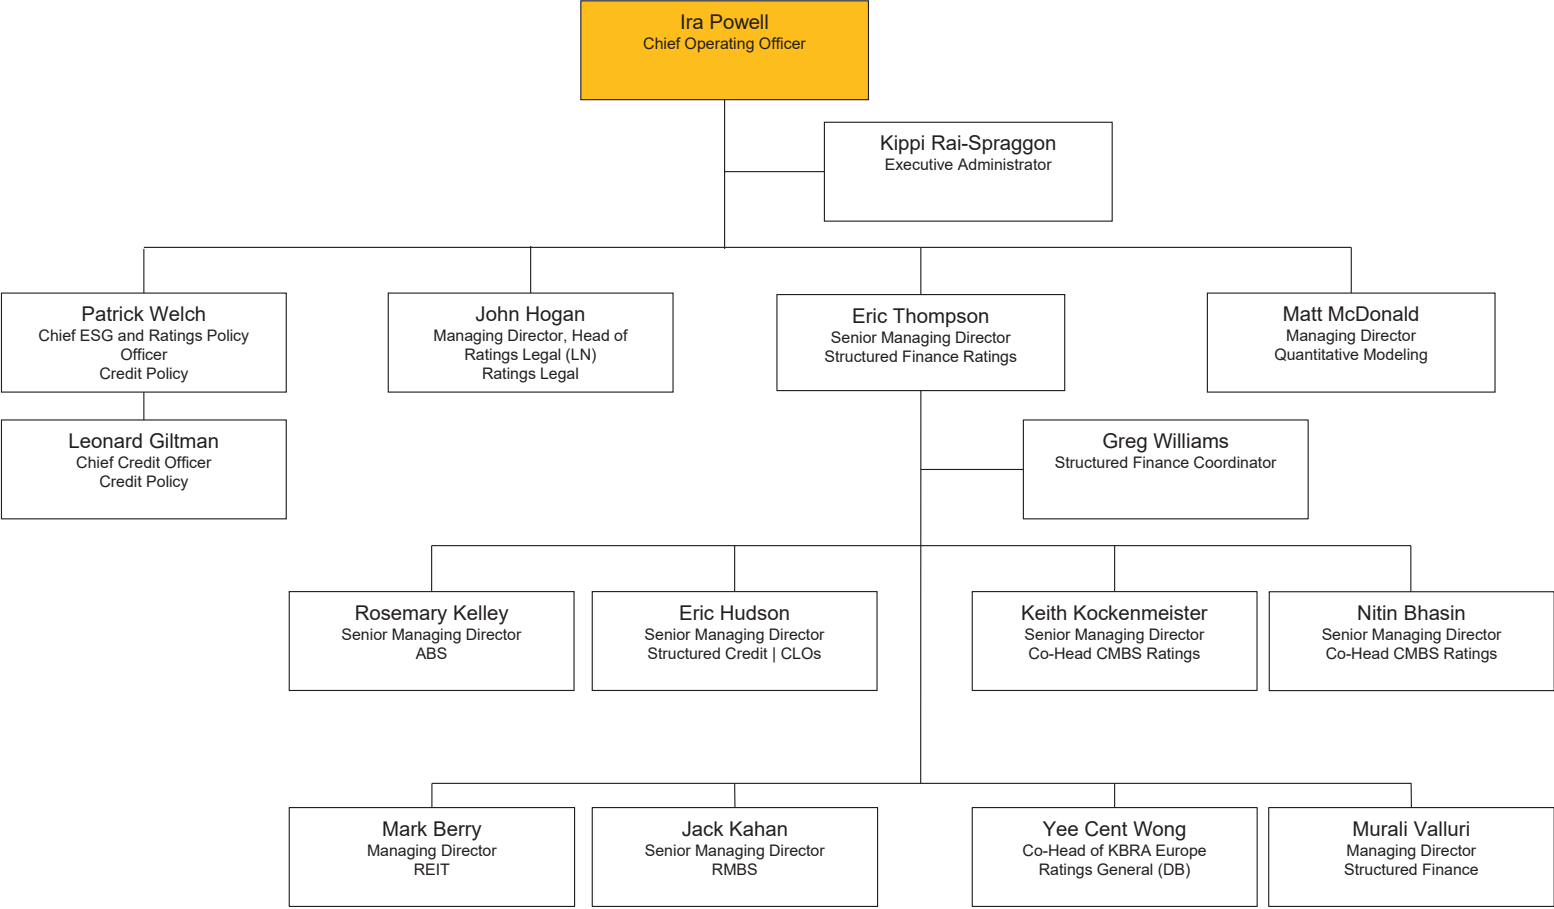 Ira Powell
Chief Operating Officer
Kippi Rai-Spraggon
Executive Administrator
Patrick Welch
Chief ESG and Ratings Policy
Officer
Credit Policy
John Hogan
Managing Director, Head of
Ratings Legal (LN)
Ratings Legal
Eric Thompson
Senior Managing Director
Structured Finance Ratings
Matt McDonald
Managing Director
Quantitative Modeling
Leonard Giltman
Chief Credit Officer
Credit Policy
Greg Williams
Structured Finance Coordinator
Rosemary Kelley
Senior Managing Director
ABS
Eric Hudson
Senior Managing Director
Structured Credit | CLOs
Keith Kockenmeister
Senior Managing Director
Co-Head CMBS Ratings
Nitin Bhasin
Senior Managing Director
Co-Head CMBS Ratings
Mark Berry
Managing Director
REIT
Jack Kahan
Senior Managing Director
RMBS
Yee Cent Wong
Co-Head of KBRA Europe
Ratings General (DB)
Murali Valluri
Managing Director
Structured Finance